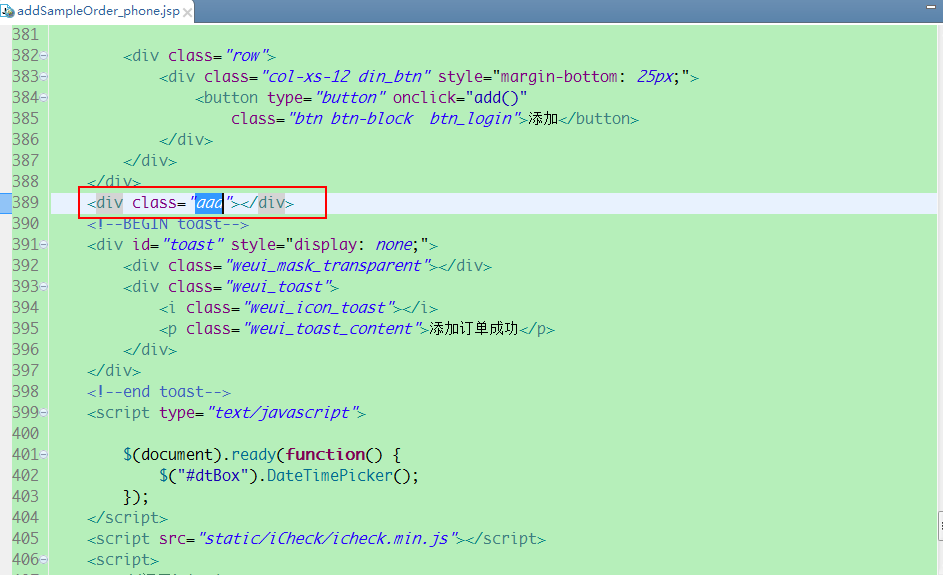 addSampleOrder_phone.jsp
381
382 <div class="row">
383 <div class="col-xs-12 din_btn" style="margin-bottom: 25px;">
384 <button type="button" onclick="add()"
385 class="btn btn-block  btn_login">添加</button>
386 </div>
387 </div>
388 </div>
389 <div class="aaa"></div>
390 <!--BEGIN toast-->
391 <div id="toast" style="display: none;">
392 <div class="weui_mask_transparent"></div>
393 <div class="weui_toast">
394 <i class="weui_icon_toast"></i>
395 <p class="weui_toast_content">添加订单成功</p>
396 </div>
397 </div>
398 <!--end toast-->
399 <script type="text/javascript">
400
401 $(document).ready(function() {
402 $("#dtBox").DateTimePicker();
403 });
404 </script>
405 <script src="static/iCheck/icheck.min.js"></script>
406 <script>